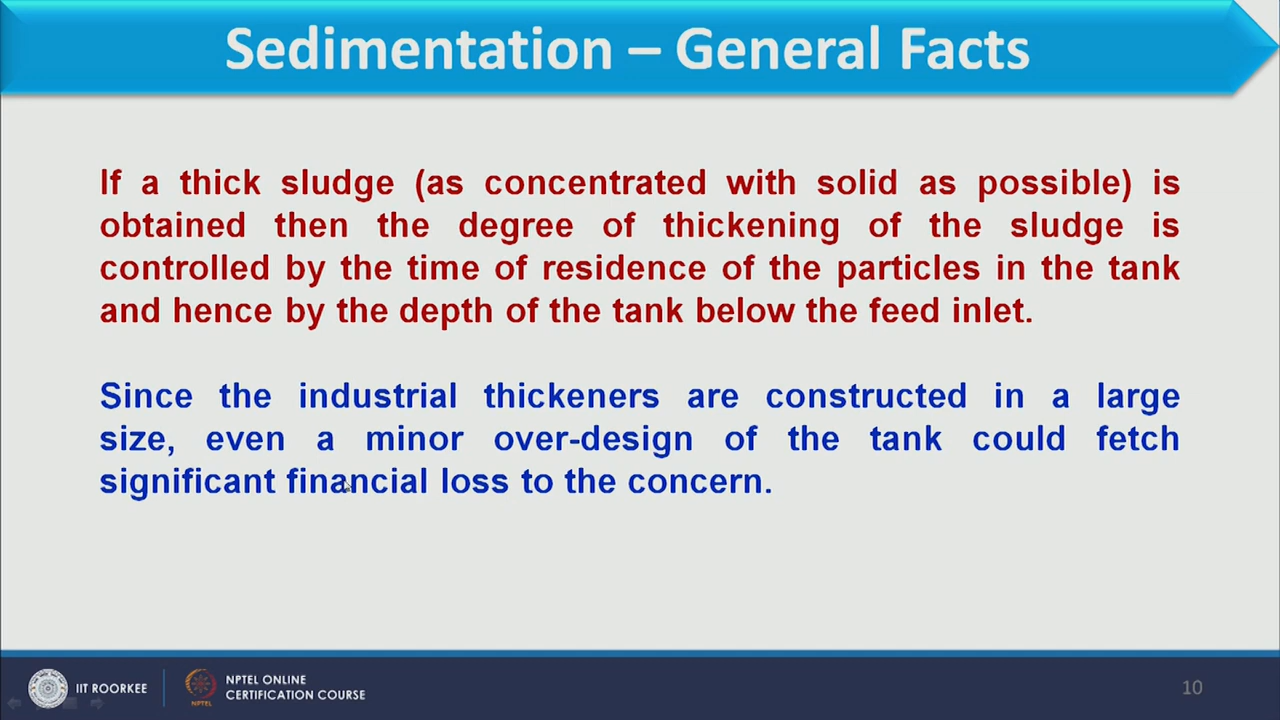 Sedimentation – General Facts
If a thick sludge (as concentrated with solid as possible) is
obtained then the degree of thickening of the sludge is
controlled by the time of residence of the particles in the tank
and hence by the depth of the tank below the feed inlet.
Since the industrial thickeners are constructed in a large
size, even a minor over-design of the tank could fetch
significant financial loss to the concern.
IIT ROORKEE
NPTEL
NPTEL ONLINE
CERTIFICATION COURSE
10